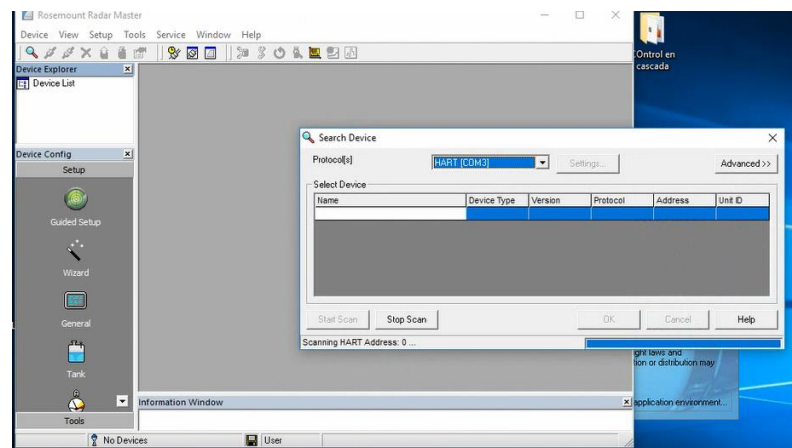 Rosemount Radar Master
Device View Setup Tools Service Window Help
Device Explorer
Device List
Device Config
Setup
Guided Setup
Wizard
General
Tank
Tools
No Devices
User
Information Window
Search Device
Protocol[s]
HART (COM3)
Settings...
Advanced >>
Select Device
Name Device Type Version Protocol Address Unit ID
Start Scan Stop Scan OK Cancel Help
Scanning HART Address: 0 ...
COntrol en
cascada
ght laws and
tion or distribution may
application environment...